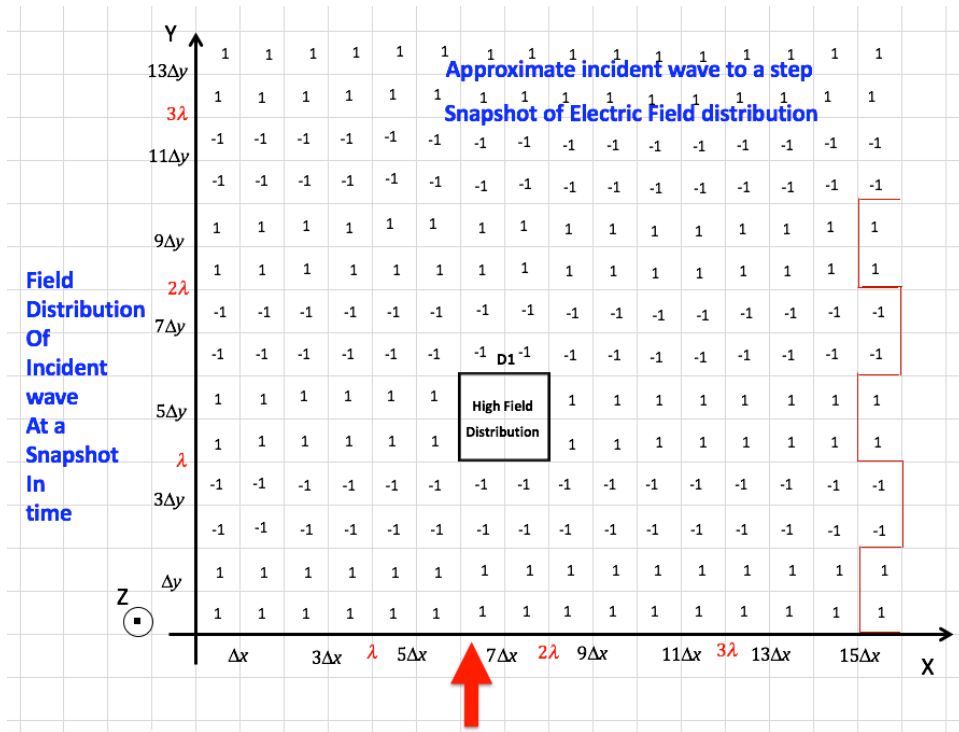 Y
1 1 1 1 1 1 1 1 1 1 1 1 1 1 1 1
13Δy
Approximate incident wave to a step
1 1 1 1 1 1 1 1 1 1 1 1 1 1 1 1
3λ
Snapshot of Electric Field distribution
-1 -1 -1 -1 -1 -1 -1 -1 -1 -1 -1 -1 -1 -1 -1 -1
11Δy
-1 -1 -1 -1 -1 -1 -1 -1 -1 -1 -1 -1 -1 -1 -1 -1
1 1 1 1 1 1 1 1 1 1 1 1 1 1 1 1
9Δy
1 1 1 1 1 1 1 1 1 1 1 1 1 1 1 1
2λ
-1 -1 -1 -1 -1 -1 -1 -1 -1 -1 -1 -1 -1 -1 -1 -1
7Δy
-1 -1 -1 -1 -1 -1 -1 -1 -1 -1 -1 -1 -1 -1 -1 -1
D1
1 1 1 1 1 1 1 1 1 1 1 1 1 1
5Δy
High Field
Distribution
1 1 1 1 1 1 1 1 1 1 1 1 1 1
λ
-1 -1 -1 -1 -1 -1 -1 -1 -1 -1 -1 -1 -1 -1 -1 -1
3Δy
-1 -1 -1 -1 -1 -1 -1 -1 -1 -1 -1 -1 -1 -1 -1 -1
1 1 1 1 1 1 1 1 1 1 1 1 1 1 1 1
Δy
1 1 1 1 1 1 1 1 1 1 1 1 1 1 1 1
Field
Distribution
Of
Incident
wave
At a
Snapshot
In
time
Z
Δx 3Δx λ 5Δx 7Δx 2λ 9Δx 11Δx 3λ 13Δx 15Δx
X